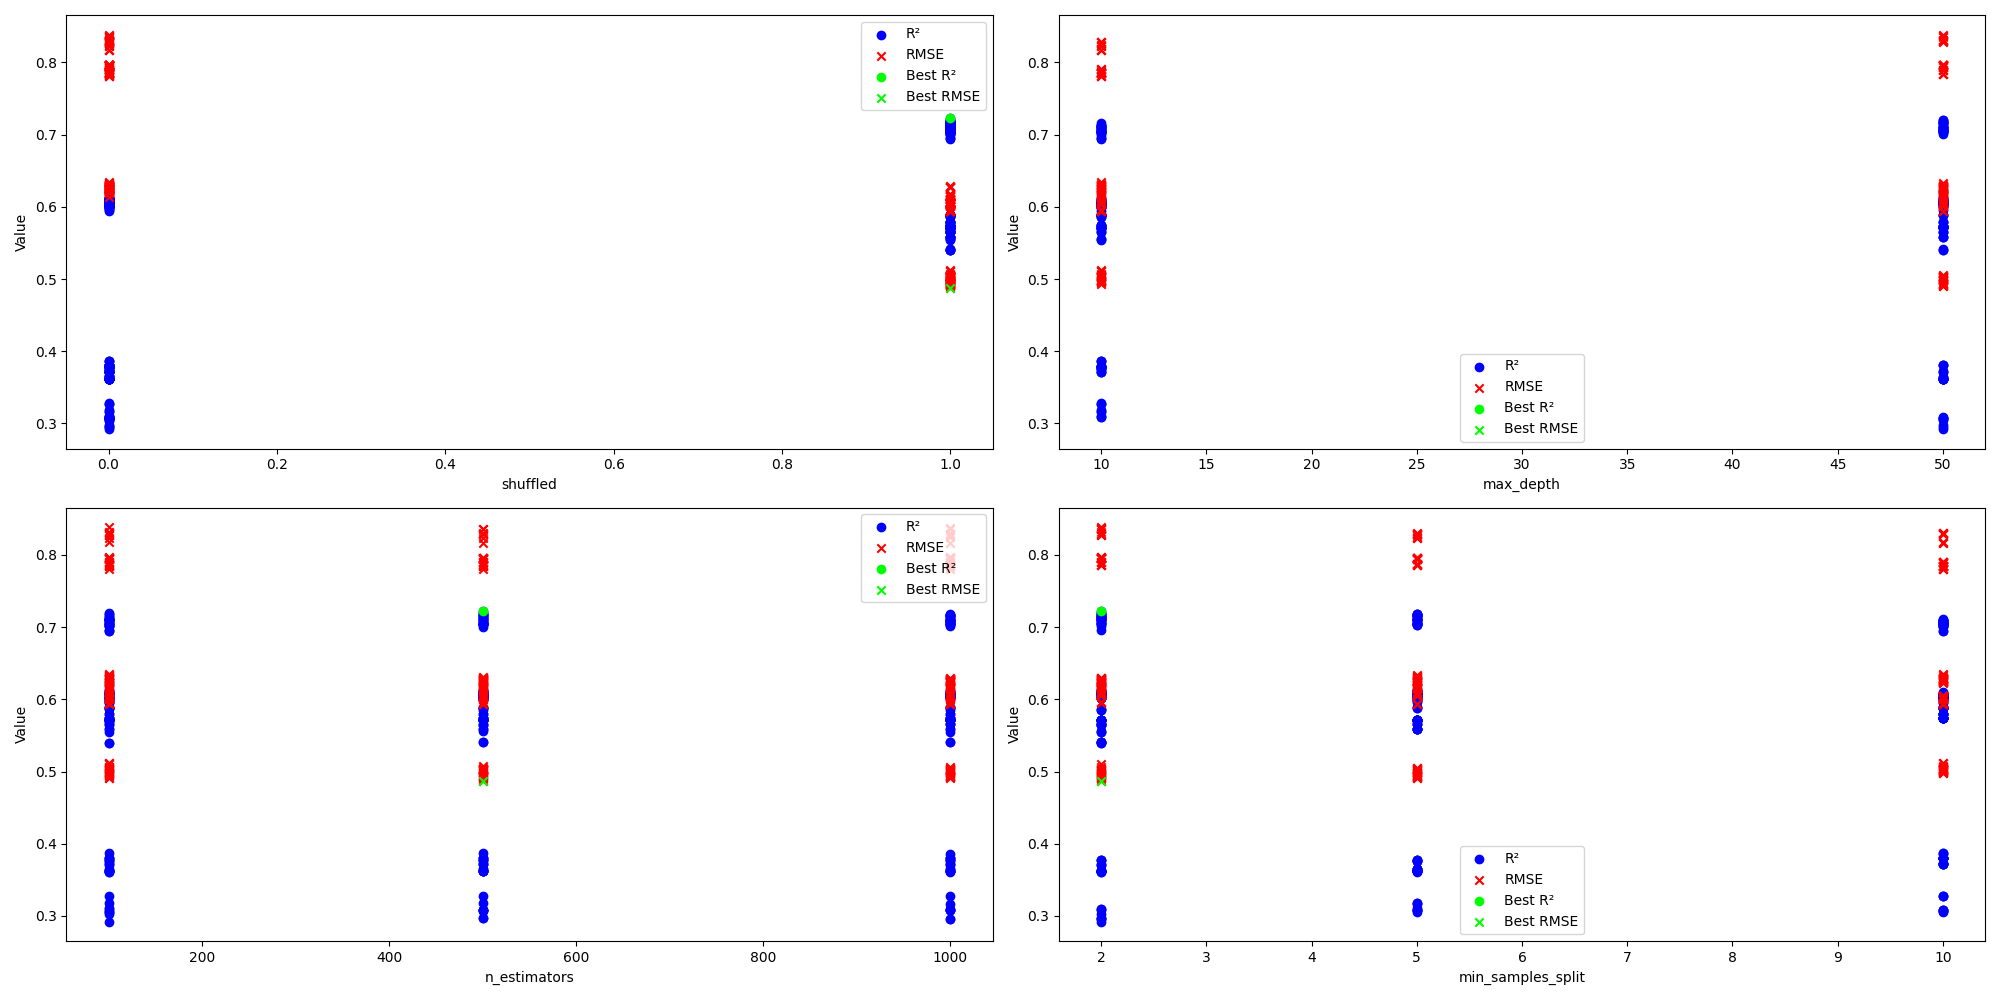 0.8
0.7
0.6
0.5
0.4
0.3
Value
0.0 0.2 0.4 0.6 0.8 1.0
shuffled
R²
RMSE
Best R²
Best RMSE
0.8
0.7
0.6
0.5
0.4
0.3
Value
10 15 20 25 30 35 40 45 50
max_depth
R²
RMSE
Best R²
Best RMSE
0.8
0.7
0.6
0.5
0.4
0.3
Value
200 400 600 800 1000
n_estimators
R²
RMSE
Best R²
Best RMSE
0.8
0.7
0.6
0.5
0.4
0.3
Value
2 3 4 5 6 7 8 9 10
min_samples_split
R²
RMSE
Best R²
Best RMSE